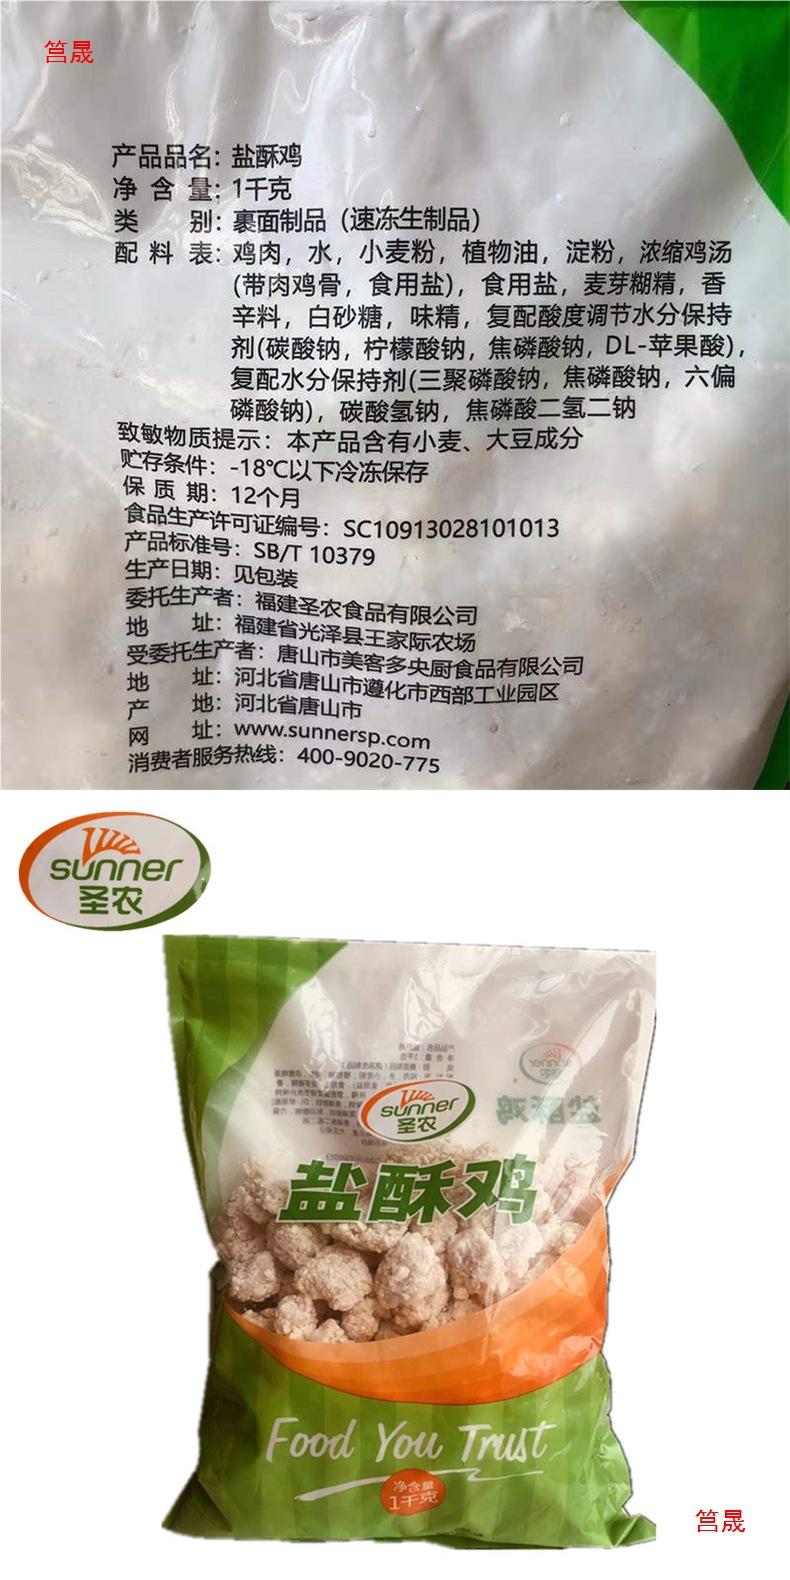 筥晟
产品品名：盐酥鸡
净 含 量：1千克
类 别：裹面制品（速冻生制品）
配 料 表：鸡肉，水，小麦粉，植物油，淀粉，浓缩鸡汤
(带肉鸡骨，食用盐)，食用盐，麦芽糊精，香
辛料，白砂糖，味精，复配酸度调节水分保持
剂(碳酸钠，柠檬酸钠，焦磷酸钠，DL-苹果酸)，
复配水分保持剂(三聚磷酸钠，焦磷酸钠，六偏
磷酸钠)，碳酸氢钠，焦磷酸二氢二钠
致敏物质提示：本产品含有小麦、大豆成分
贮存条件：-18℃以下冷冻保存
保 质 期：12个月
食品生产许可证编号：SC10913028101013
产品标准号：SB/T 10379
生产日期：见包装
委托生产者：福建圣农食品有限公司
地 址：福建省光泽县王家际农场
受委托生产者：唐山市美客多央厨食品有限公司
地 址：河北省唐山市遵化市西部工业园区
产 地：河北省唐山市
网 址：www.sunnersp.com
消费者服务热线：400-9020-775
sunner
圣农
sunner
圣农
盐酥鸡
Food You Trust
净含量
1千克
筥晟